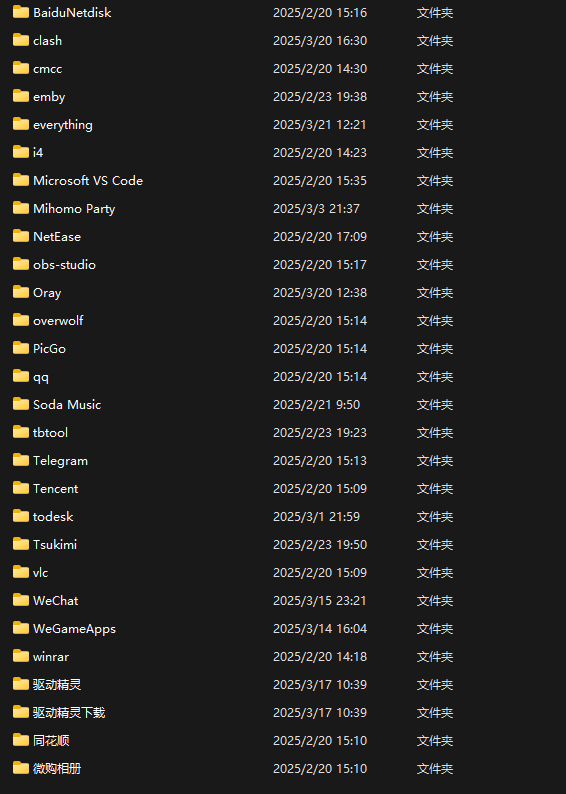 BaiduNetdisk 2025/2/20 15:16 文件夹
clash 2025/3/20 16:30 文件夹
cmcc 2025/2/20 14:30 文件夹
emby 2025/2/23 19:38 文件夹
everything 2025/3/21 12:21 文件夹
i4 2025/2/20 14:23 文件夹
Microsoft VS Code 2025/2/20 15:35 文件夹
Mihomo Party 2025/3/3 21:37 文件夹
NetEase 2025/2/20 17:09 文件夹
obs-studio 2025/2/20 15:17 文件夹
Oray 2025/3/20 12:38 文件夹
overwolf 2025/2/20 15:14 文件夹
PicGo 2025/2/20 15:14 文件夹
qq 2025/2/20 15:14 文件夹
Soda Music 2025/2/21 9:50 文件夹
tbtool 2025/2/23 19:23 文件夹
Telegram 2025/2/20 15:13 文件夹
Tencent 2025/2/20 15:09 文件夹
todesk 2025/3/1 21:59 文件夹
Tsukimi 2025/2/23 19:50 文件夹
vlc 2025/2/20 15:09 文件夹
WeChat 2025/3/15 23:21 文件夹
WeGameApps 2025/3/14 16:04 文件夹
winrar 2025/2/20 14:18 文件夹
驱动精灵 2025/3/17 10:39 文件夹
驱动精灵下载 2025/3/17 10:39 文件夹
同花顺 2025/2/20 15:10 文件夹
微购相册 2025/2/20 15:10 文件夹